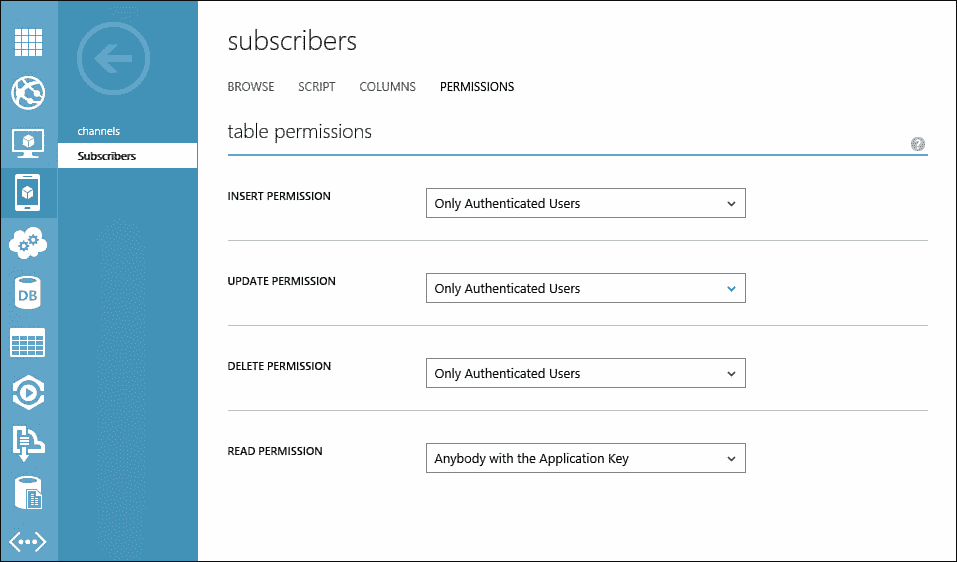 subscribers
BROWSE SCRIPT COLUMNS PERMISSIONS
channels
Subscribers
table permissions
?
INSERT PERMISSION Only Authenticated Users
UPDATE PERMISSION Only Authenticated Users
DELETE PERMISSION Only Authenticated Users
READ PERMISSION Anybody with the Application Key
DB